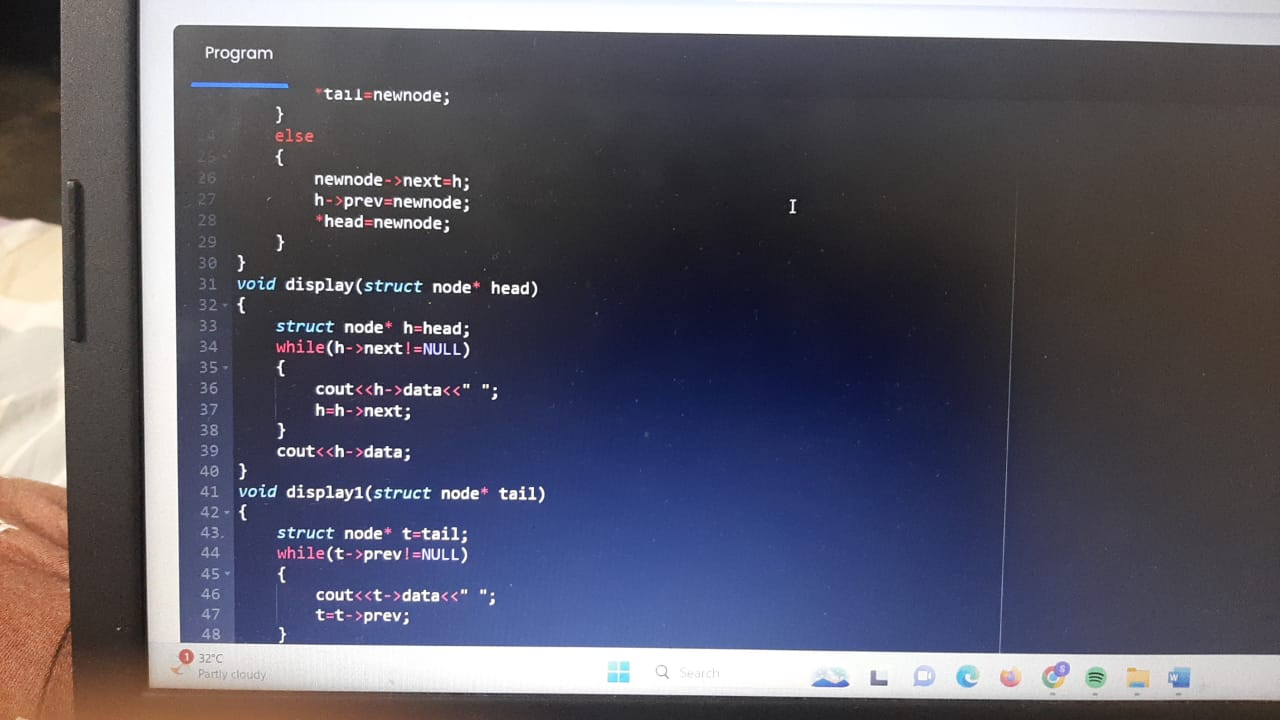 Program
*tail=newnode;
}
else
25 {
26 newnode->next=h;
27 h->prev=newnode;
28 *head=newnode;
29 }
30 }
31 void display(struct node* head)
32 {
33 struct node* h=head;
34 while(h->next!=NULL)
35 {
36 cout<<h->data<<" ";
37 h=h->next;
38 }
39 cout<<h->data;
40 }
41 void display1(struct node* tail)
42 {
43 struct node* t=tail;
44 while(t->prev!=NULL)
45 {
46 cout<<t->data<<" ";
47 t=t->prev;
48 }
1
32°C
Partly cloudy
Search
S
W